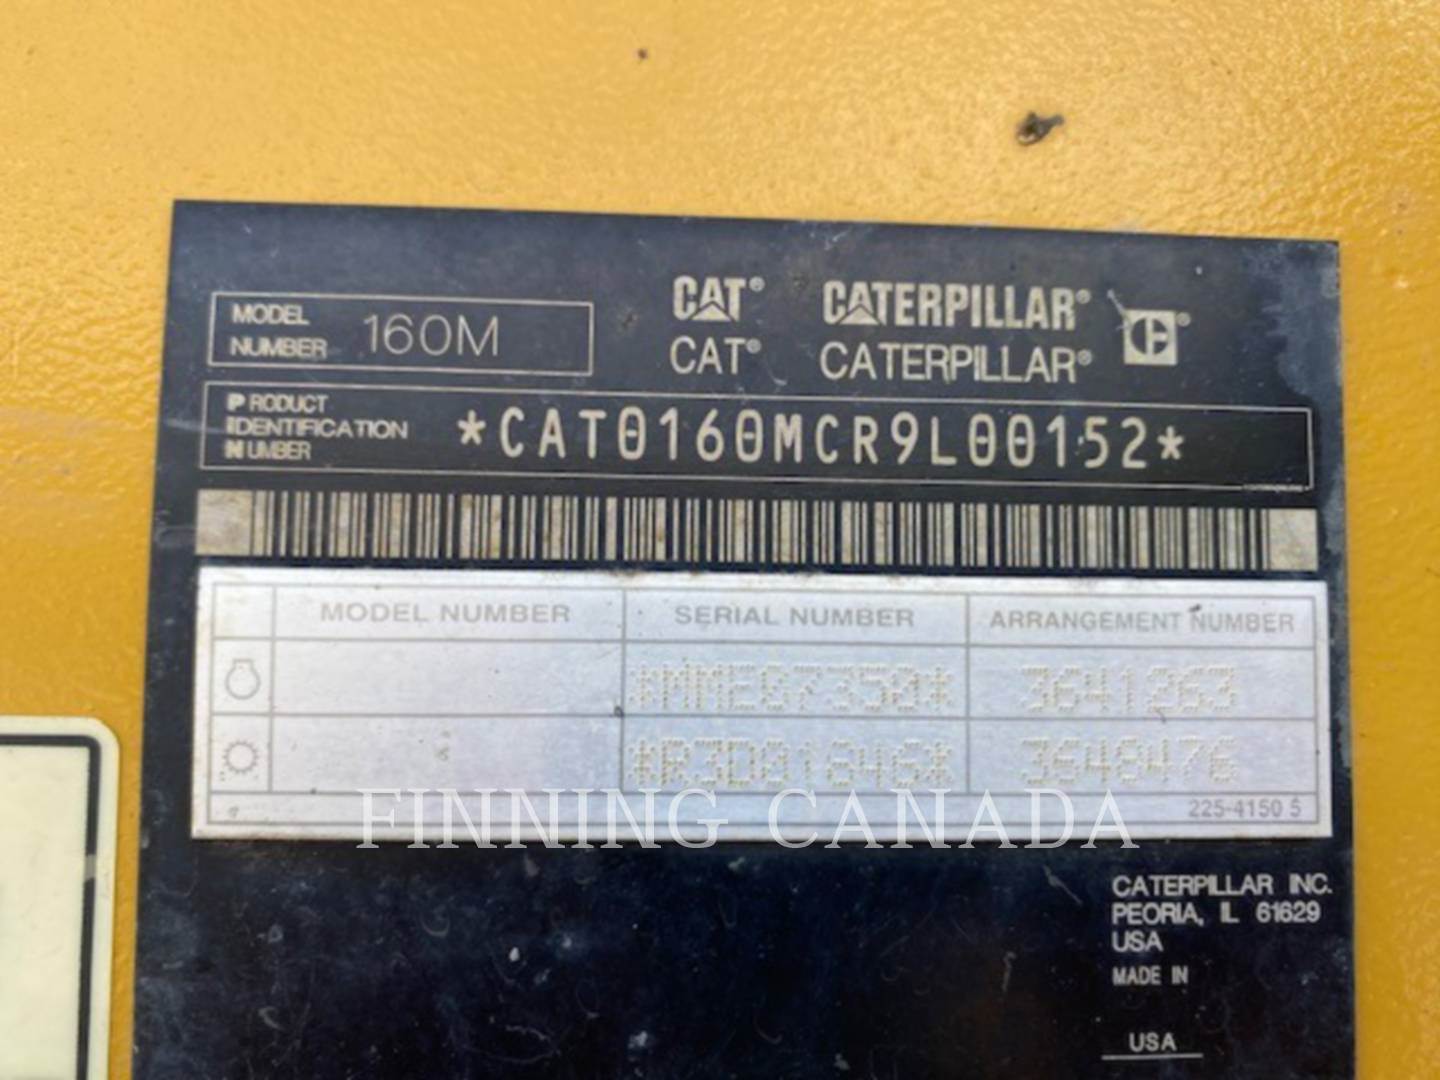 MODEL NUMBER 160M
CAT® CATERPILLAR®
CAT® CATERPILLAR®
PRODUCT IDENTIFICATION NUMBER *CAT0160MCR9L00152*
MODEL NUMBER SERIAL NUMBER ARRANGEMENT NUMBER
*MMEG7350* 3641263
*R3D01846* 3648476
225-4150 5
FINNING CANADA
CATERPILLAR INC.
PEORIA, IL 61629
USA
MADE IN
USA